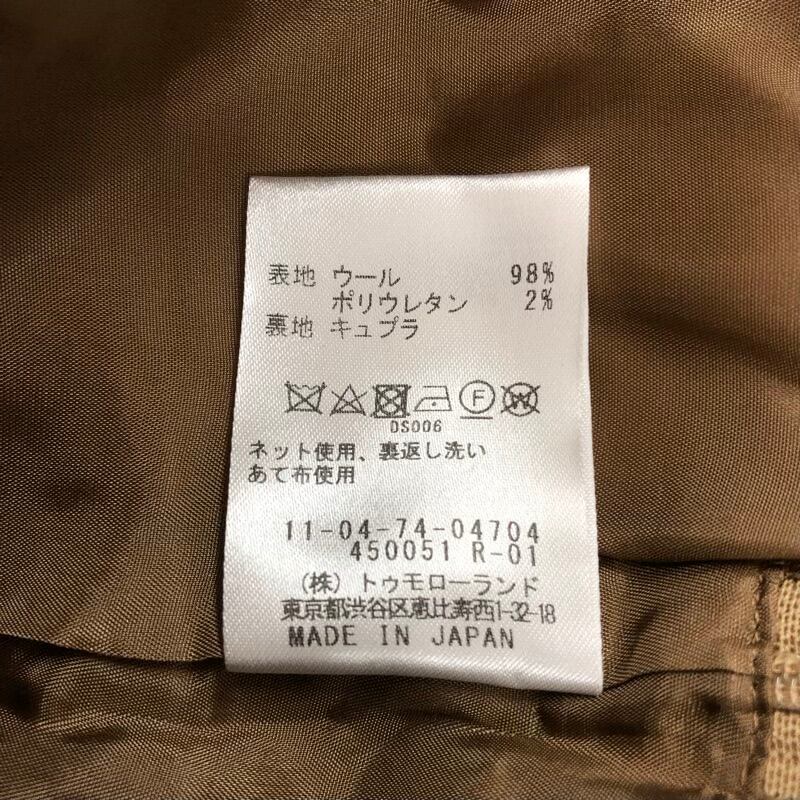 表地 ウール 98%
ポリウレタン 2%
裏地 キュプラ
F W
DS006
ネット使用、裏返し洗い
あて布使用
11-04-74-04704
450051 R-01
(株) トゥモローランド
東京都渋谷区恵比寿西1-32-18
MADE IN JAPAN